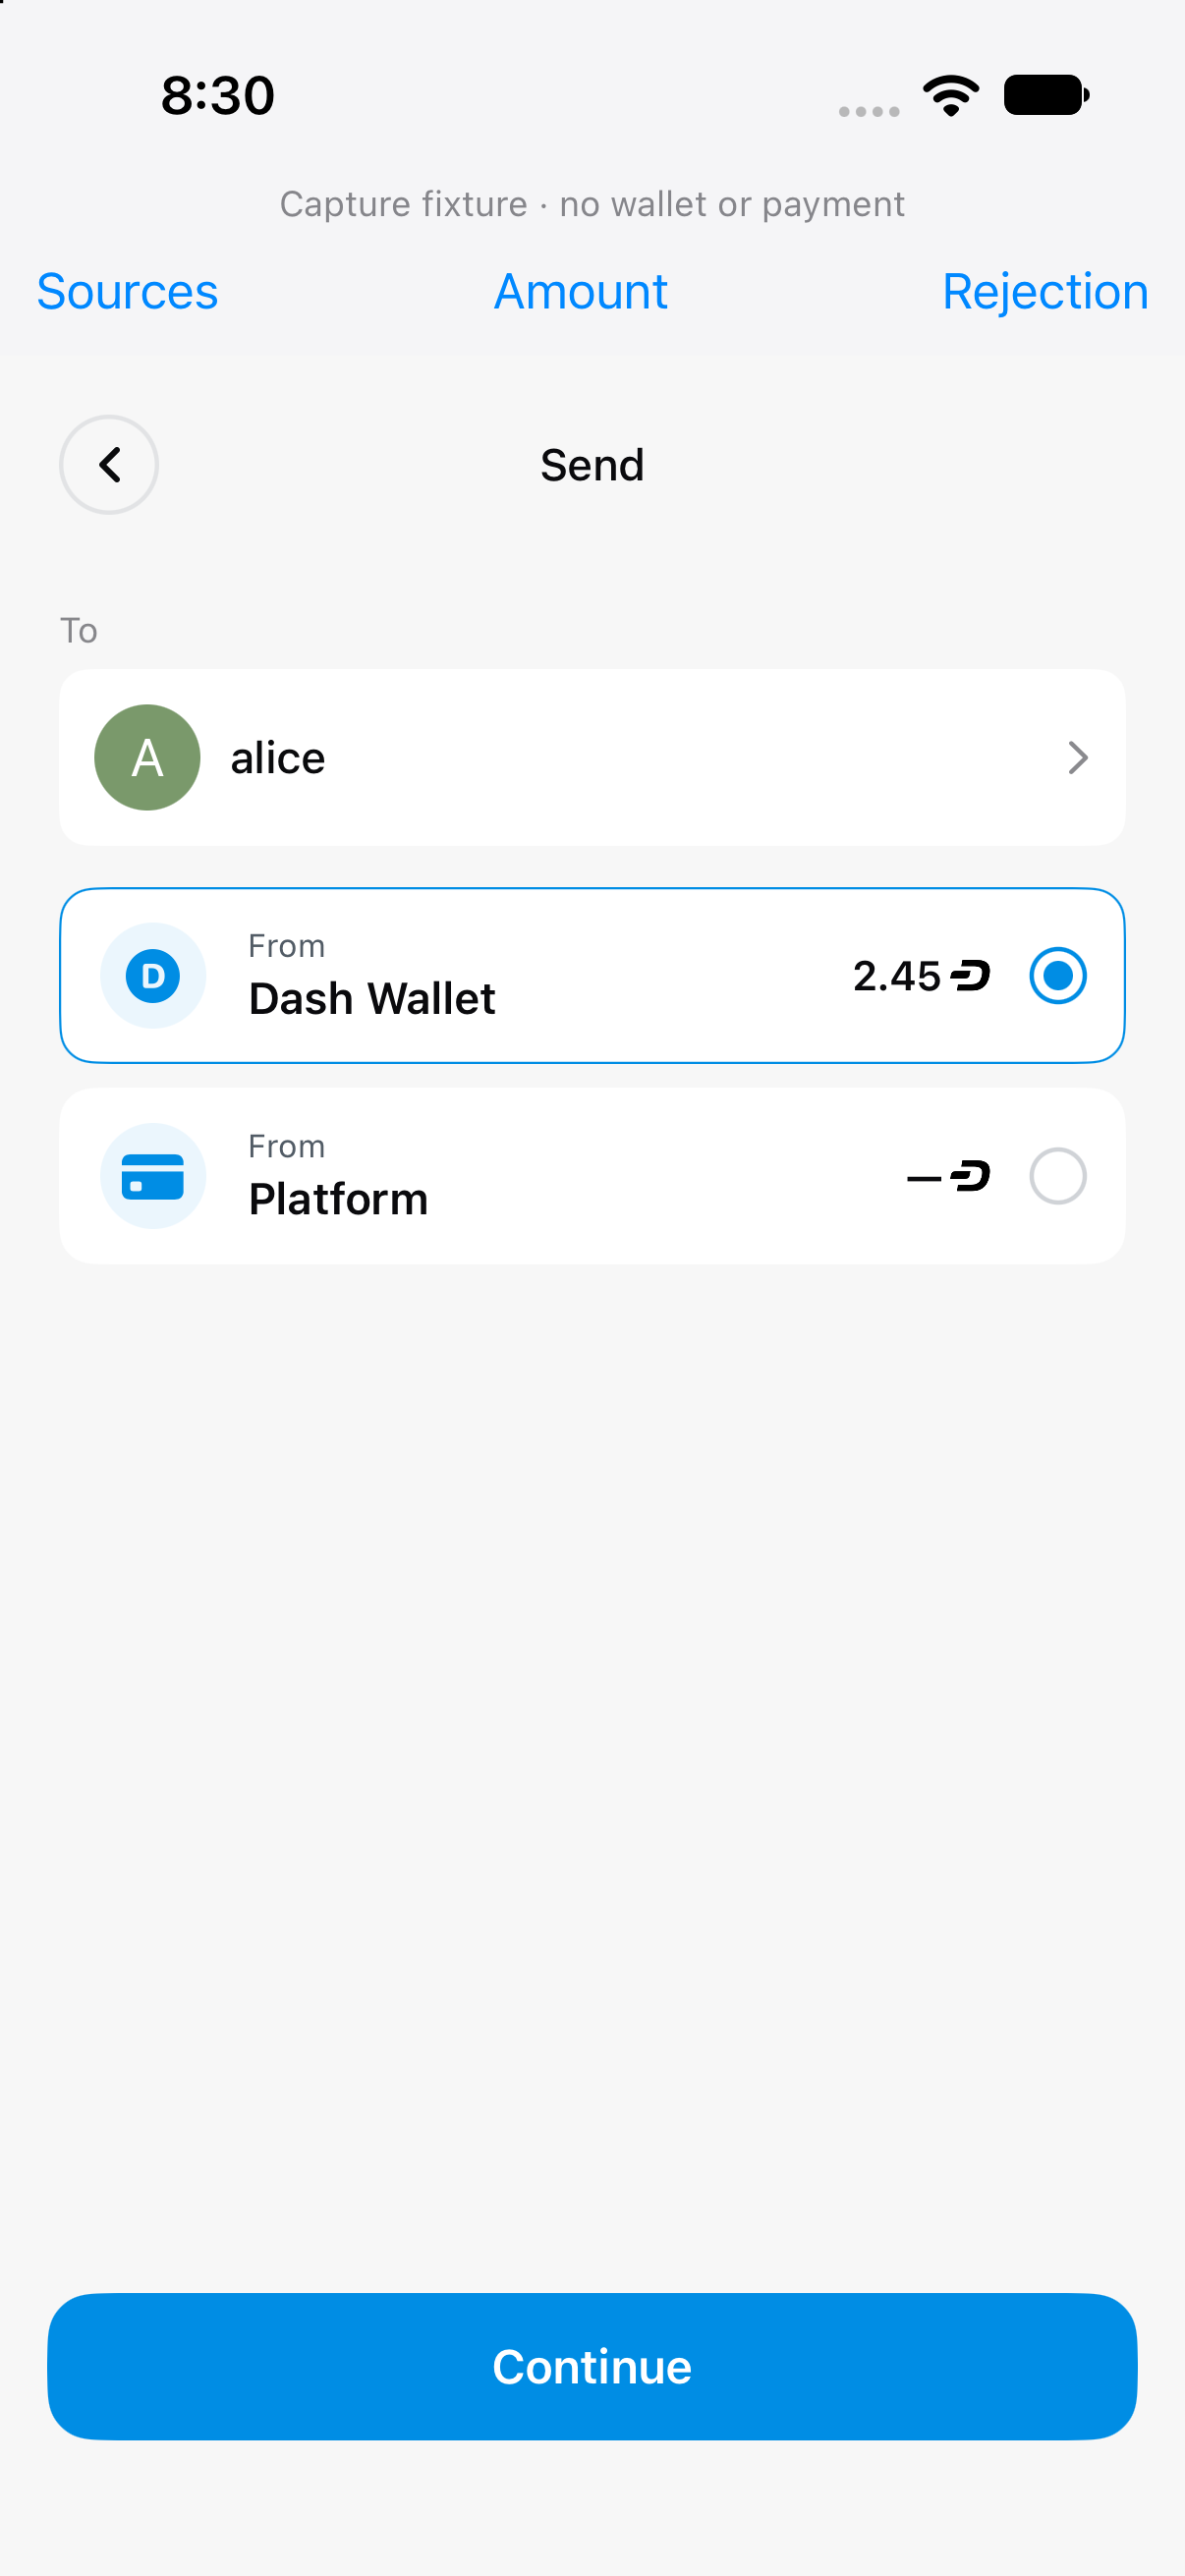 8:30
Capture fixture · no wallet or payment
Sources Amount Rejection
Send
To
A alice
From
D Dash Wallet 2.45
From
Platform —
Continue